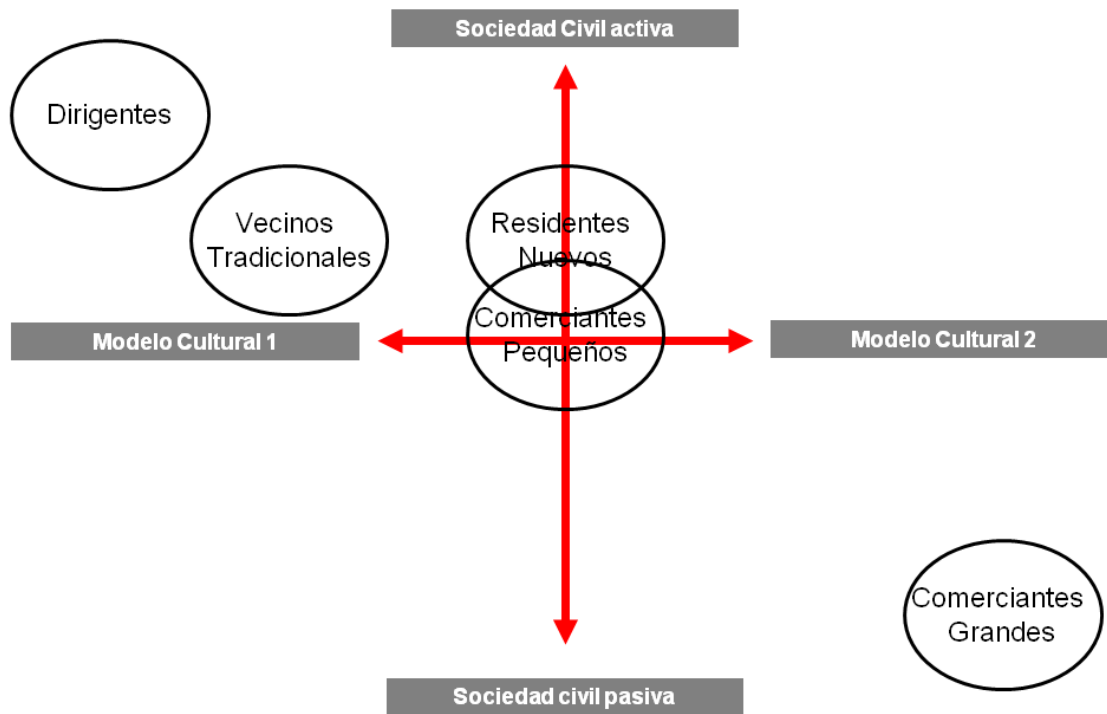 Sociedad Civil activa
Dirigentes
Vecinos
Tradicionales
Residentes
Nuevos
Comerciantes
Pequeños
Modelo Cultural 1
Modelo Cultural 2
Comerciantes
Grandes
Sociedad civil pasiva